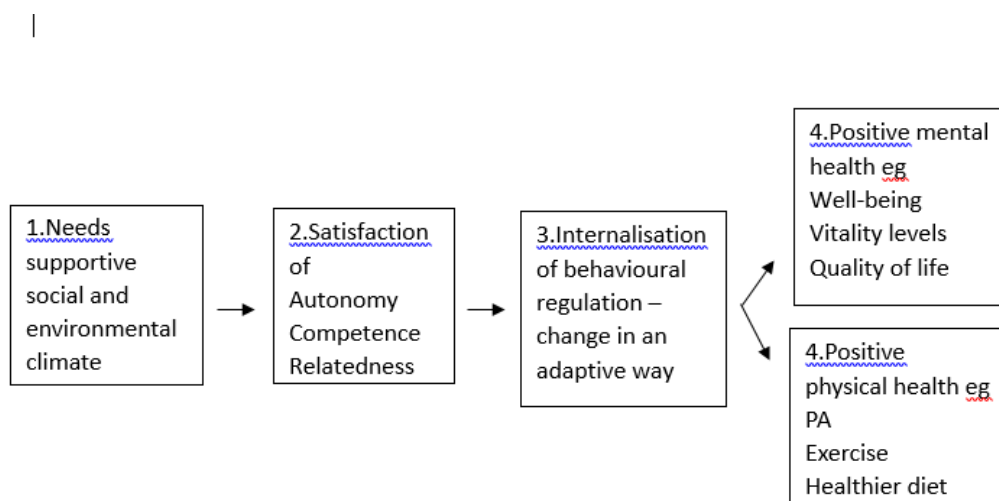 1.Needs
supportive
social and
environmental
climate
2.Satisfaction
of
Autonomy
Competence
Relatedness
3.Internalisation
of behavioural
regulation –
change in an
adaptive way
4.Positive mental
health eg
Well-being
Vitality levels
Quality of life
4.Positive
physical health eg
PA
Exercise
Healthier diet